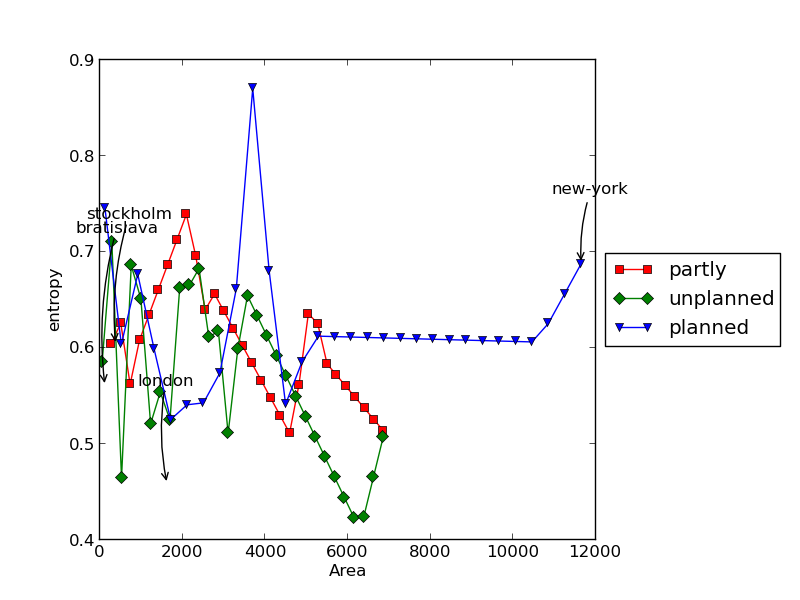 0.9
0.8
0.7
0.6
0.5
0.4
entropy
0
2000
4000
6000
8000
10000
12000
Area
stockholm
bratislava
london
new-york
partly
unplanned
planned